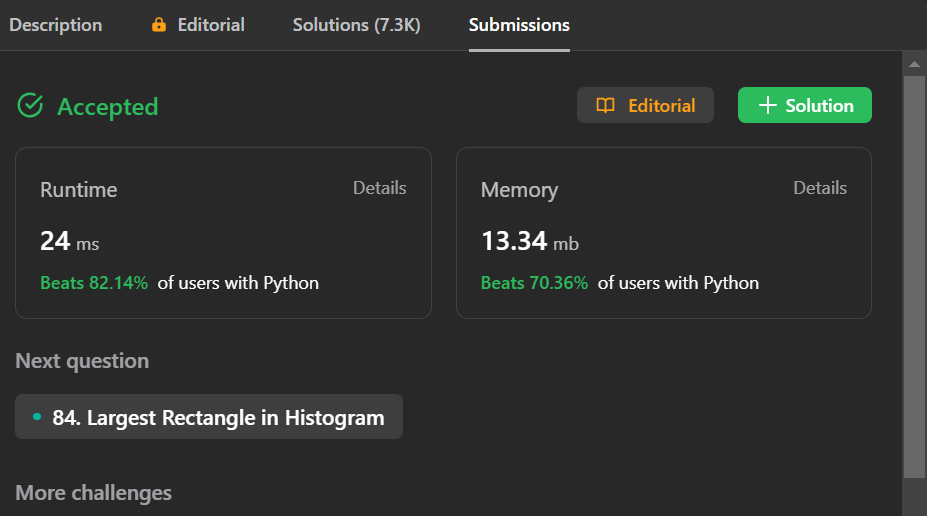 Description Editorial Solutions (7.3K) Submissions
Accepted Editorial + Solution
Runtime Details
24 ms
Beats 82.14% of users with Python
Memory Details
13.34 mb
Beats 70.36% of users with Python
Next question
84. Largest Rectangle in Histogram
More challenges